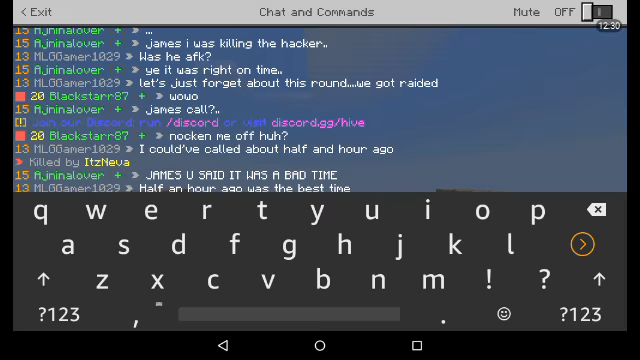 < Exit Chat and Commands Mute OFF
12:30
15 Ajninalover + » ...
15 Ajninalover + » james i was killing the hacker..
13 MLGGamer1029 » Was he afk?
15 Ajninalover + » ye it was right on time..
13 MLGGamer1029 » let's just forget about this round....we got raided
20 Blackstarr87 + » wowo
15 Ajninalover + » james call?..
[!] Join our Discord: run /discord or visit discord.gg/hive
20 Blackstarr87 + » nocken me off huh?
13 MLGGamer1029 » I could've called about half and hour ago
» Killed by ItzNeva
15 Ajninalover + » JAMES U SAID IT WAS A BAD TIME
13 MLGGamer1029 » Half an hour ago was the best time
q w e r t y u i o p
a s d f g h j k l
z x c v b n m ! ?
?123 , . ?123